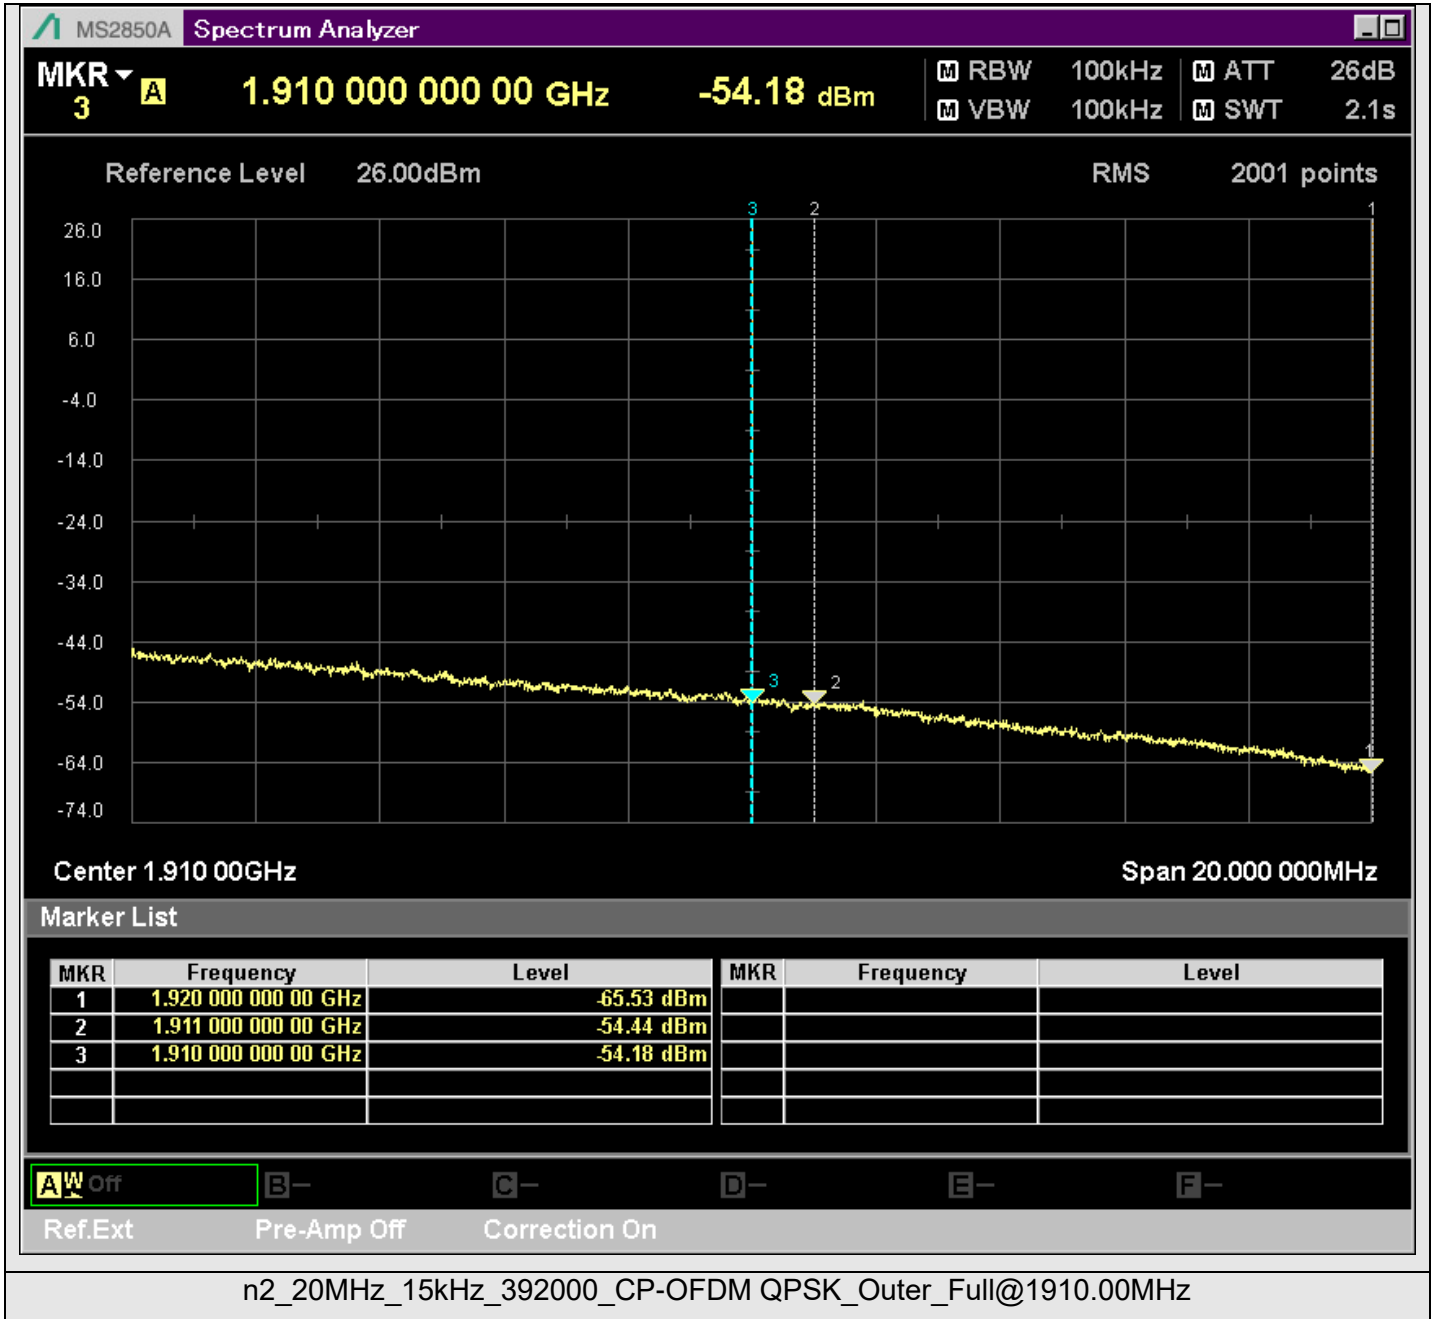 MS2850A Spectrum Analyzer
MKR 3 A 1.910 000 000 00 GHz -54.18 dBm
M RBW 100kHz M ATT 26dB
M VBW 100kHz M SWT 2.1s
Reference Level 26.00dBm RMS 2001 points
3 2 1
26.0
16.0
6.0
-4.0
-14.0
-24.0
-34.0
-44.0
3 2
-54.0
1
-64.0
-74.0
Center 1.910 00GHz Span 20.000 000MHz
Marker List
MKR Frequency Level MKR Frequency Level
1 1.920 000 000 00 GHz -65.53 dBm
2 1.911 000 000 00 GHz -54.44 dBm
3 1.910 000 000 00 GHz -54.18 dBm
A W Off B- C- D- E- F-
Ref.Ext Pre-Amp Off Correction On
n2_20MHz_15kHz_392000_CP-OFDM QPSK_Outer_Full@1910.00MHz